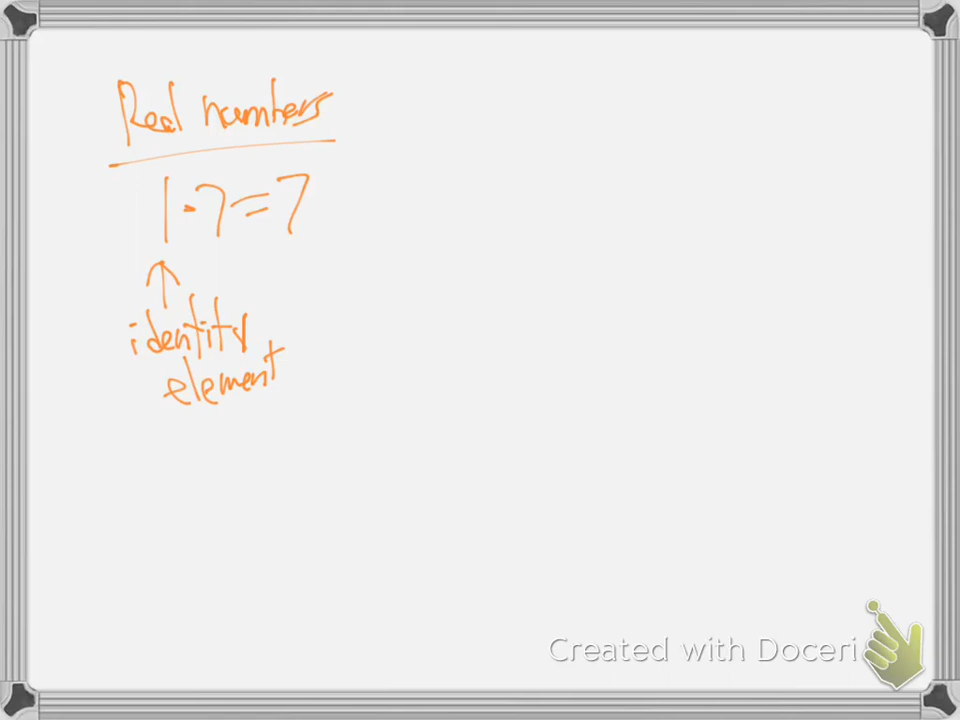 Real numbers
1·7=7
↑
identity
element
Created with Doceri